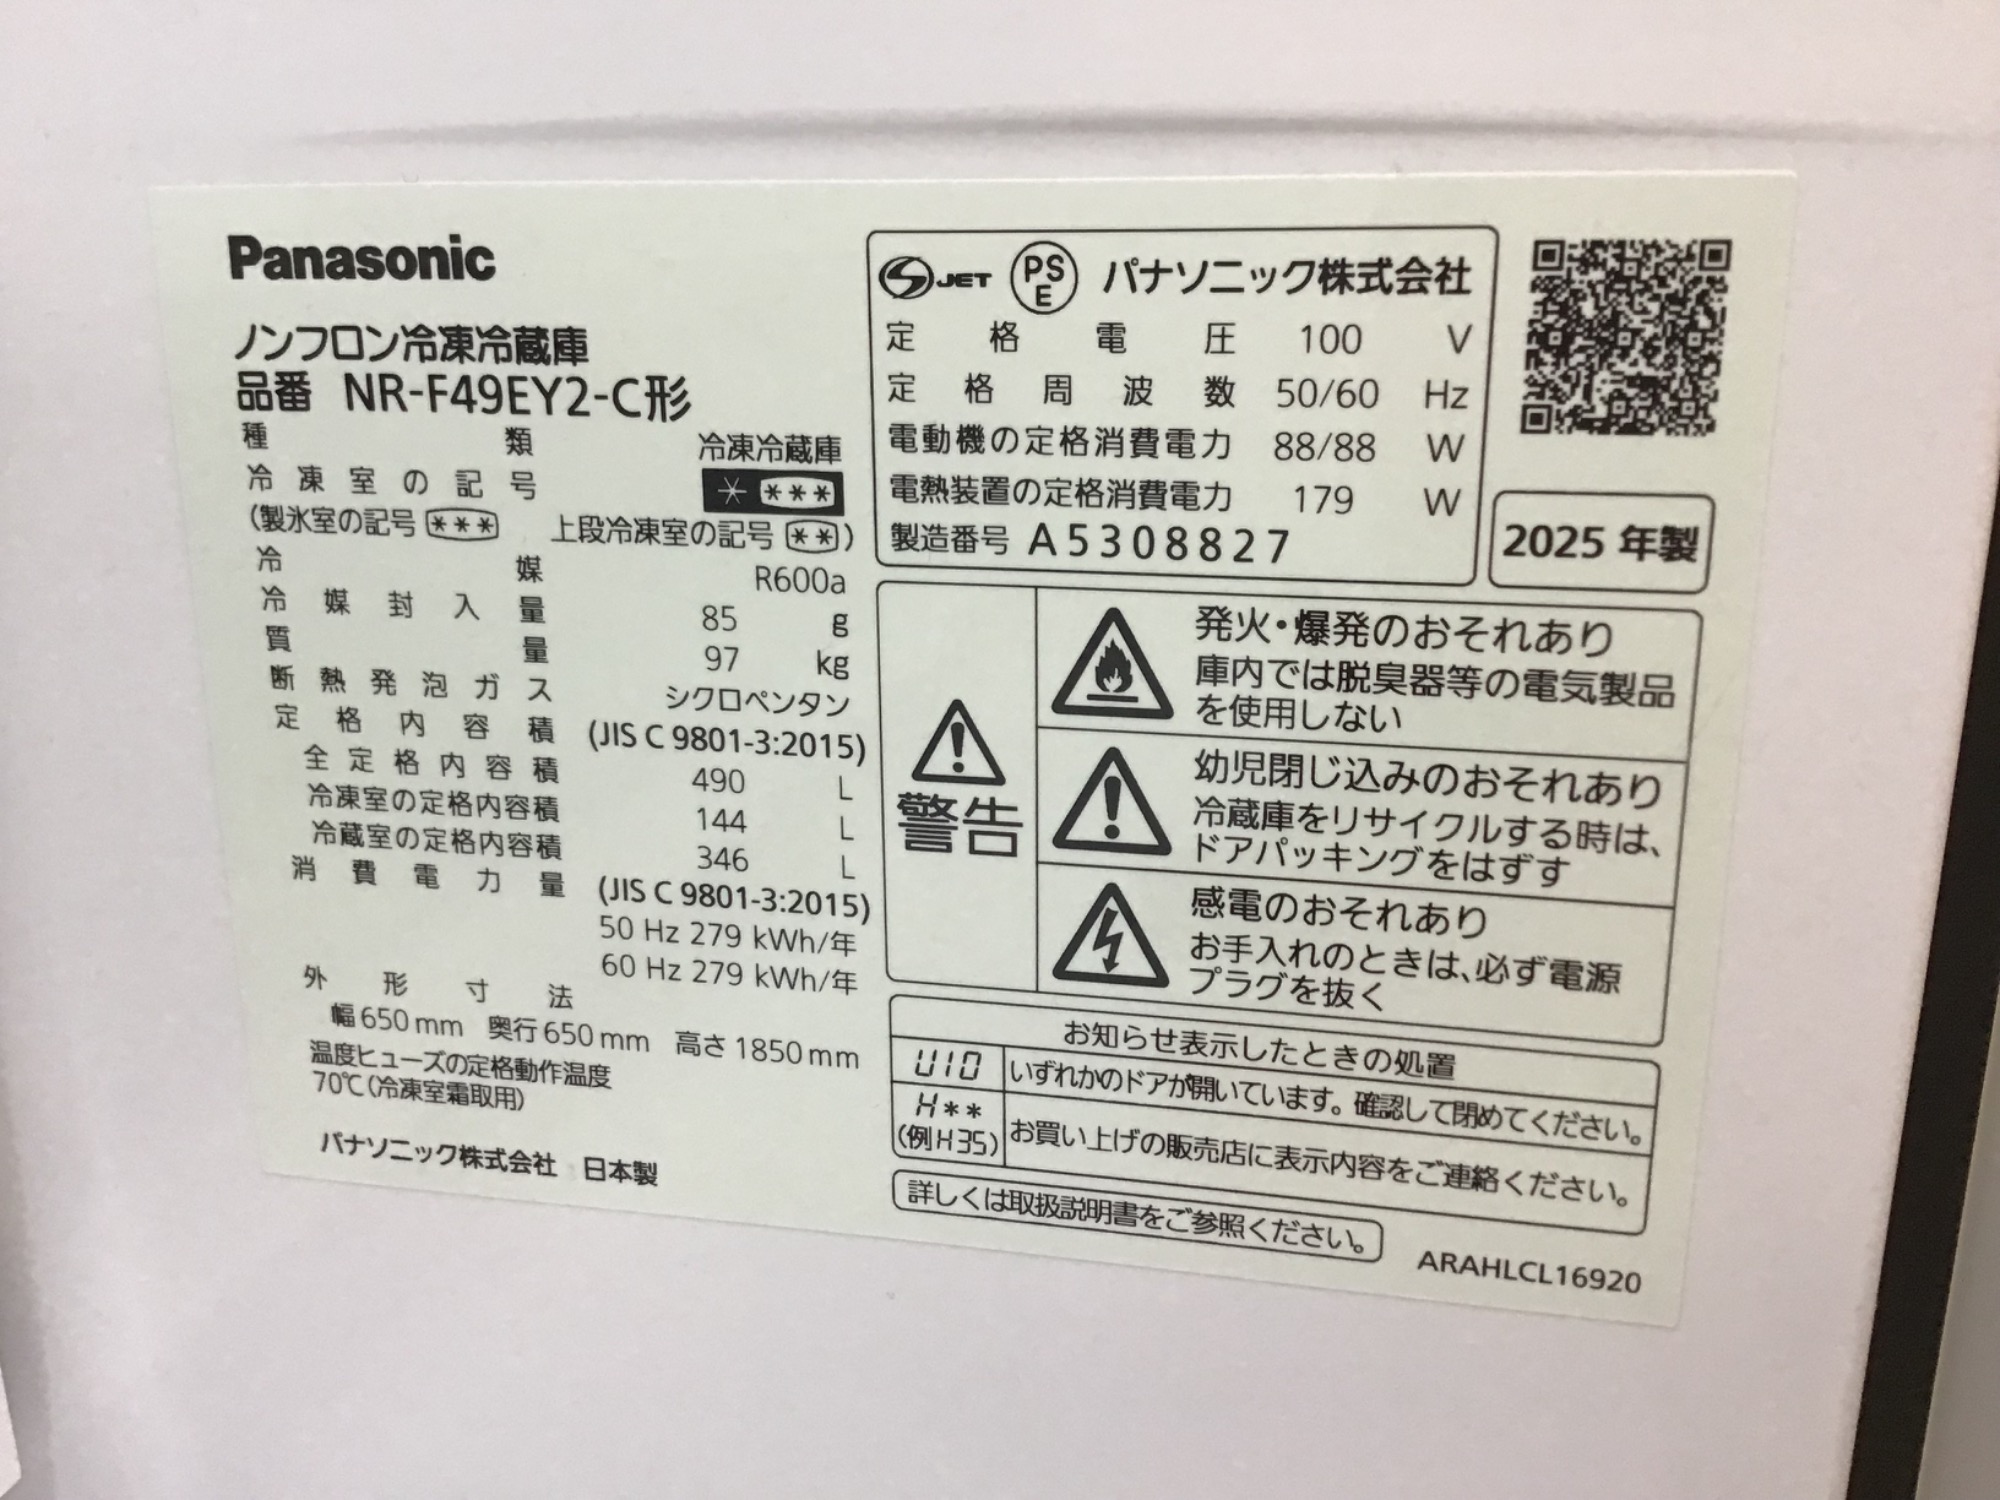 Panasonic
ノンフロン冷凍冷蔵庫
品番 NR-F49EY2-C形
種類 冷凍冷蔵庫
冷凍室の記号 * ***
(製氷室の記号 *** 上段冷凍室の記号 **)
冷媒 R600a
冷媒封入量 85 g
質量 97 kg
断熱発泡ガス シクロペンタン
定格内容積 (JIS C 9801-3:2015)
全定格内容積 490 L
冷凍室の定格内容積 144 L
冷蔵室の定格内容積 346 L
消費電力量 (JIS C 9801-3:2015)
50 Hz 279 kWh/年
60 Hz 279 kWh/年
外形寸法
幅650mm 奥行650mm 高さ1850mm
温度ヒューズの定格動作温度
70℃(冷凍室霜取用)
パナソニック株式会社 日本製
S JET PSE パナソニック株式会社
定格電圧 100 V
定格周波数 50/60 Hz
電動機の定格消費電力 88/88 W
電熱装置の定格消費電力 179 W
製造番号 A5308827
2025 年製
警告
発火・爆発のおそれあり
庫内では脱臭器等の電気製品
を使用しない
幼児閉じ込みのおそれあり
冷蔵庫をリサイクルする時は、
ドアパッキングをはずす
感電のおそれあり
お手入れのときは、必ず電源
プラグを抜く
お知らせ表示したときの処置
U10 いずれかのドアが開いています。確認して閉めてください。
H**
(例H35) お買い上げの販売店に表示内容をご連絡ください。
詳しくは取扱説明書をご参照ください。
ARAHLCL16920